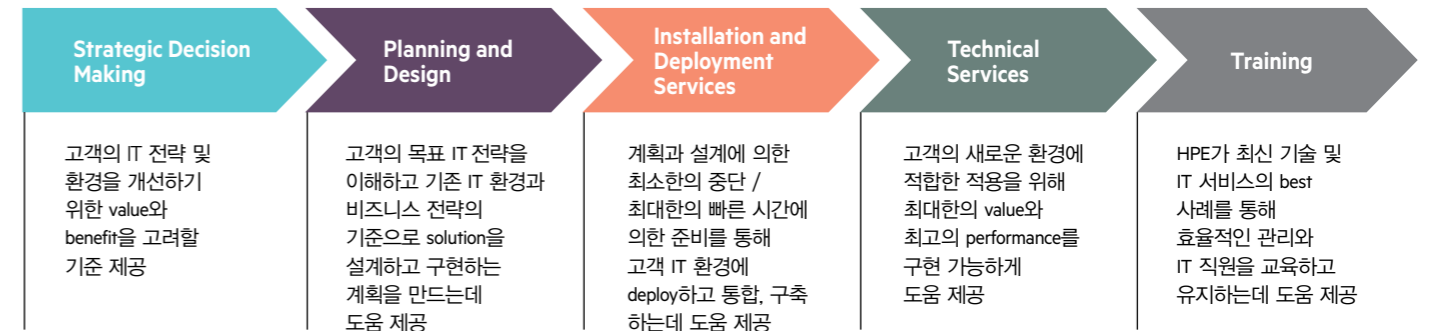 Strategic Decision
Making
고객의 IT 전략 및
환경을 개선하기
위한 value와
benefit을 고려할
기준 제공
Planning and
Design
고객의 목표 IT 전략을
이해하고 기존 IT 환경과
비즈니스 전략의
기준으로 solution을
설계하고 구현하는
계획을 만드는데
도움 제공
Installation and
Deployment
Services
계획과 설계에 의한
최소한의 중단 /
최대한의 빠른 시간에
의한 준비를 통해
고객 IT 환경에
deploy하고 통합, 구축
하는데 도움 제공
Technical
Services
고객의 새로운 환경에
적합한 적용을 위해
최대한의 value와
최고의 performance를
구현 가능하게
도움 제공
Training
HPE가 최신 기술 및
IT 서비스의 best
사례를 통해
효율적인 관리와
IT 직원을 교육하고
유지하는데 도움 제공